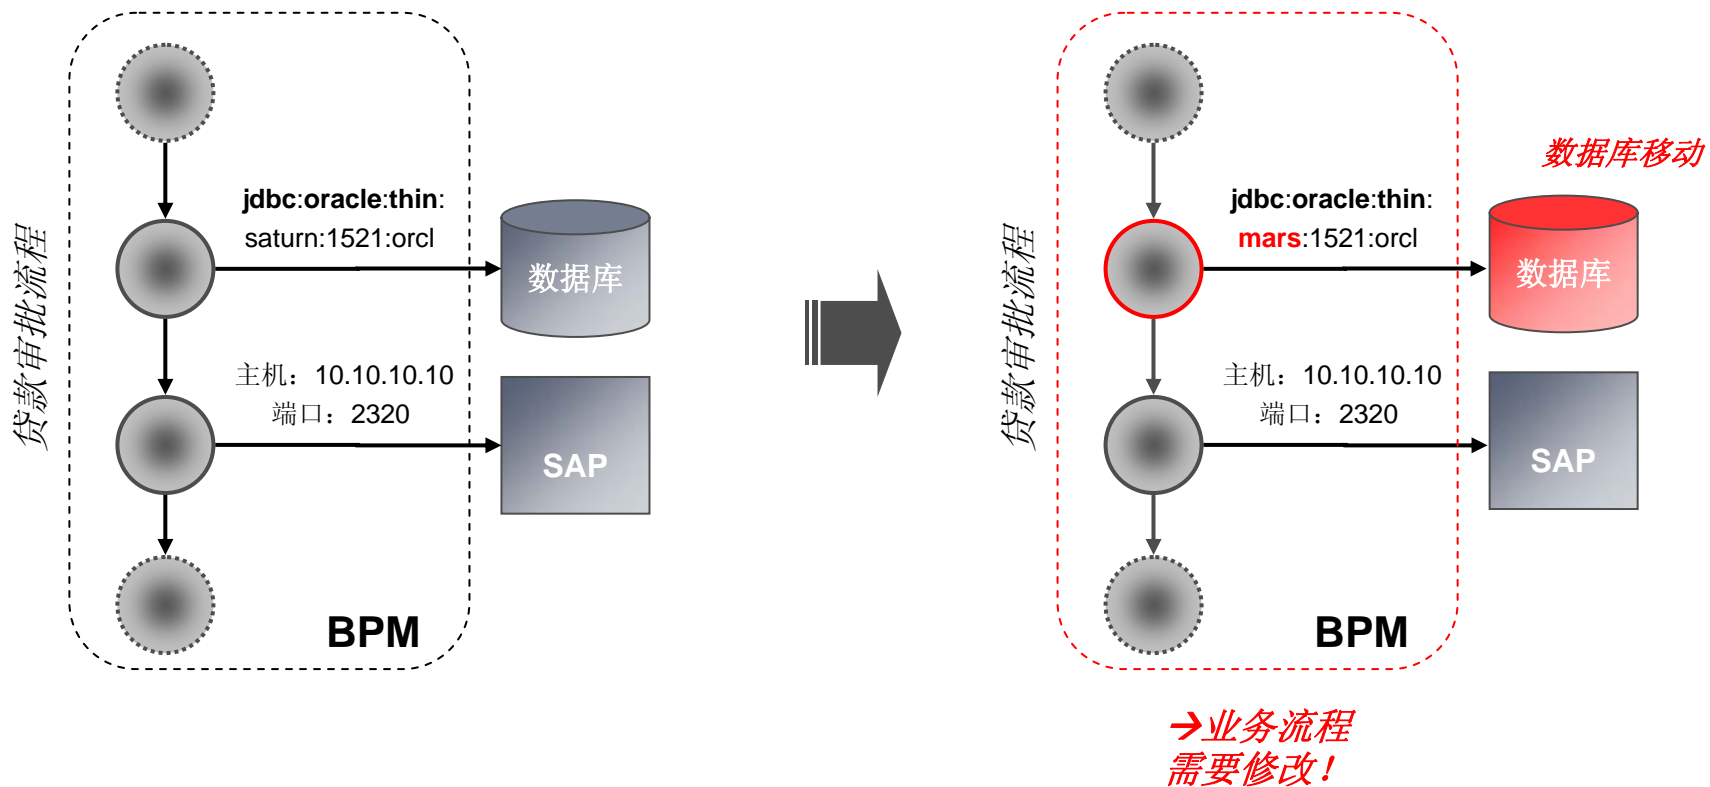 贷款审批流程
jdbc:oracle:thin:
saturn:1521:orcl
数据库
主机：10.10.10.10
端口：2320
SAP
BPM
数据库移动
贷款审批流程
jdbc:oracle:thin:
mars:1521:orcl
数据库
主机：10.10.10.10
端口：2320
SAP
BPM
→业务流程
需要修改！